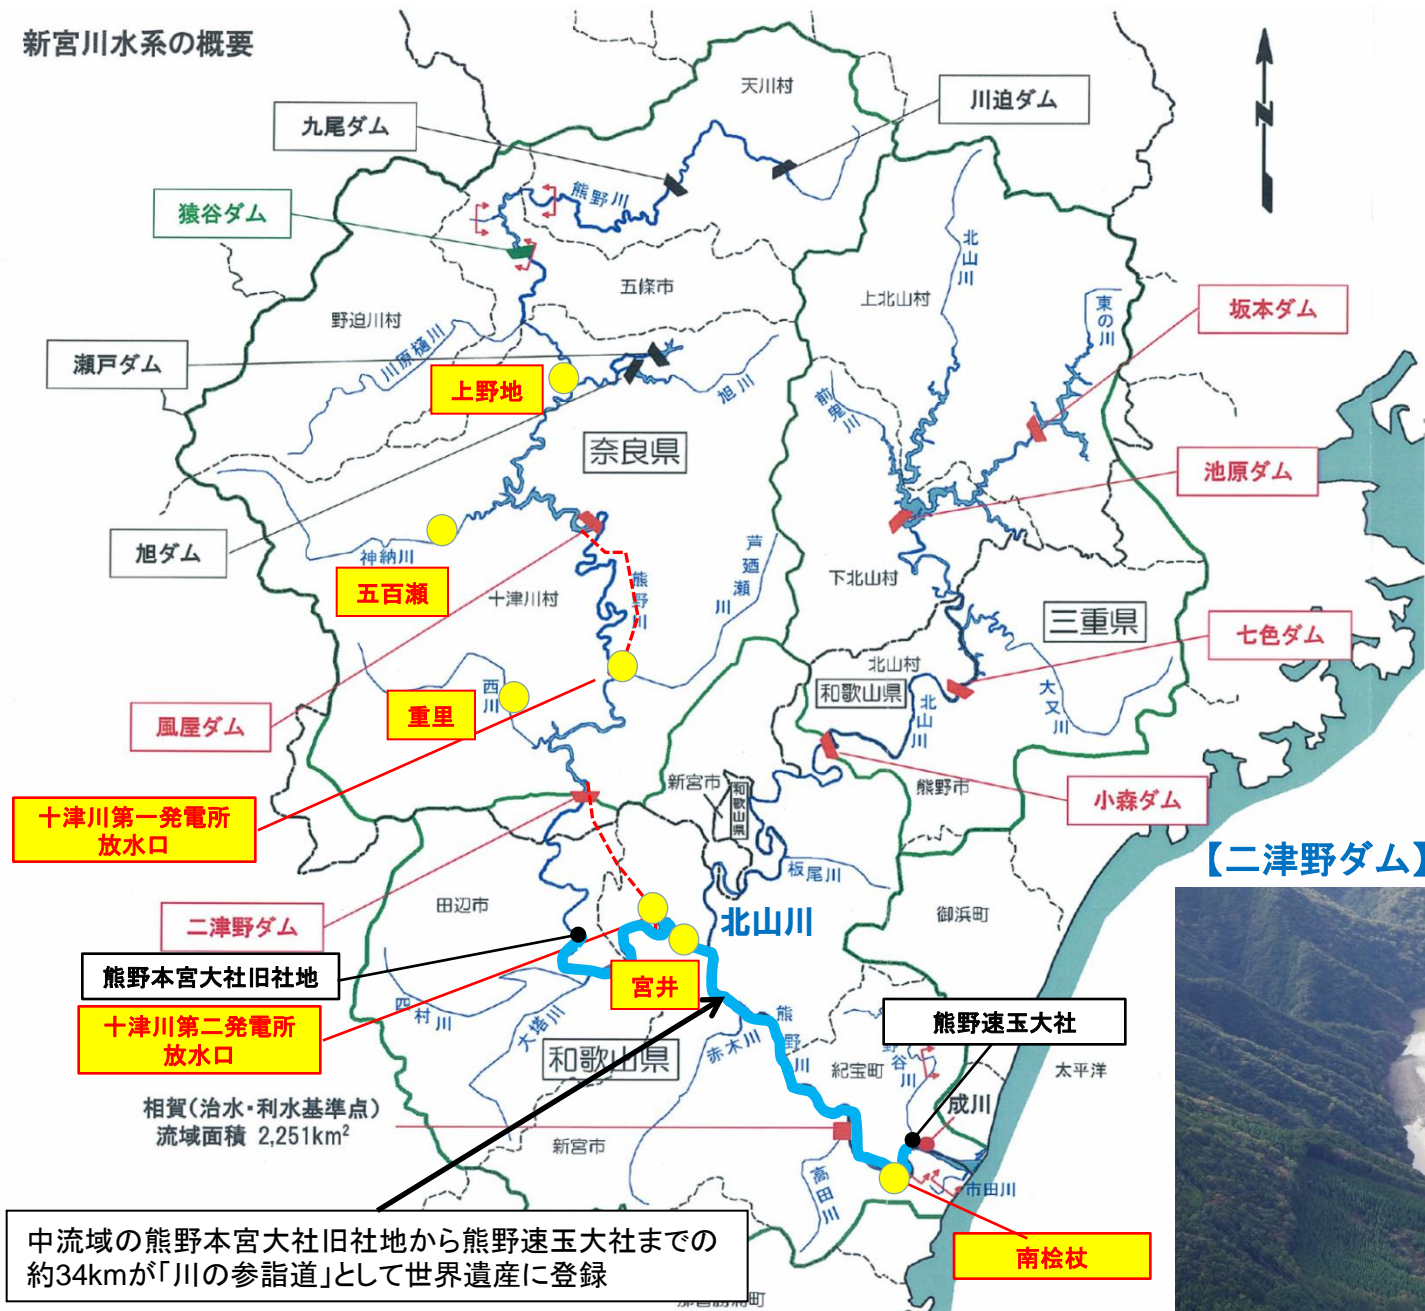 新宮川水系の概要
天川村
川迫ダム
九尾ダム
N
熊野川
猿谷ダム
北山川
五條市
上北山村
東の川
坂本ダム
野迫川村
川原樋川
瀬戸ダム
上野地
旭川
前鬼川
奈良県
池原ダム
旭ダム
神納川
五百瀬
十津川村
熊野川
芦廼瀬川
下北山村
三重県
七色ダム
北山村
和歌山県
西川
重里
北山川
大又川
風屋ダム
新宮市
和歌山県
熊野市
小森ダム
十津川第一発電所
放水口
【二津野ダム】
板尾川
田辺市
二津野ダム
北山川
御浜町
熊野本宮大社旧社地
宮井
四村川
十津川第二発電所
放水口
大塔川
和歌山県
赤木川
熊野川
熊野速玉大社
紀宝町
太平洋
成川
相賀(治水・利水基準点)
流域面積 2,251km²
新宮市
高田川
市田川
中流域の熊野本宮大社旧社地から熊野速玉大社までの
約34kmが「川の参詣道」として世界遺産に登録
南桧杖